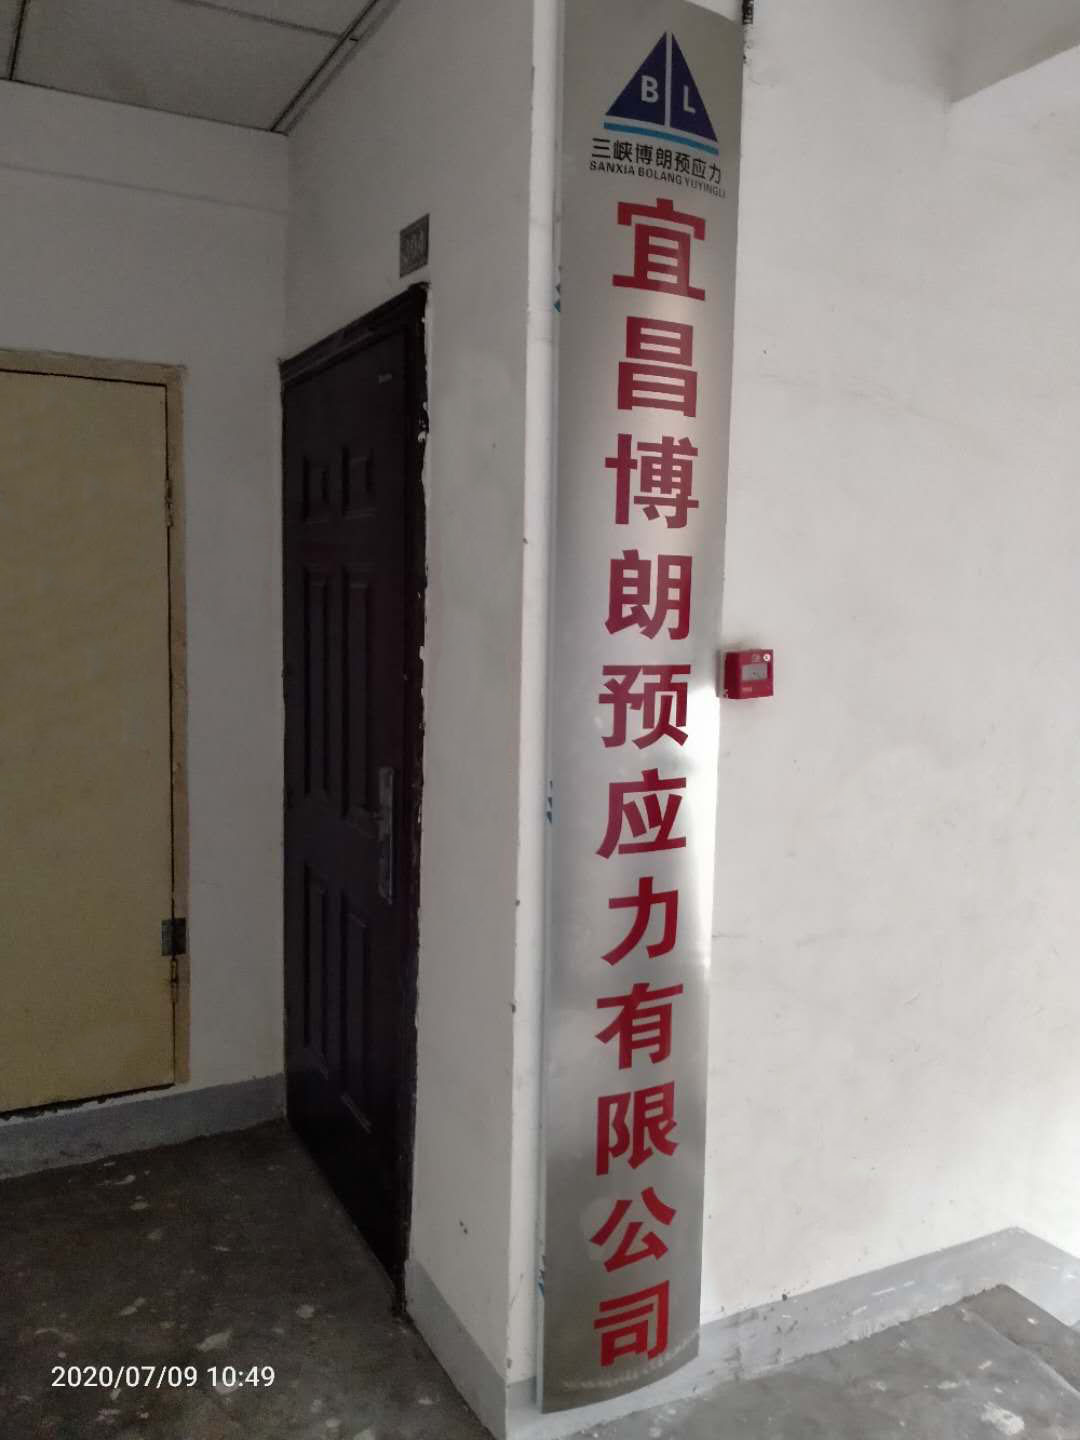 B L
三峡博朗预应力
SANXIA BOLANG YUYINGLI
宜昌博朗预应力有限公司
2020/07/09 10:49